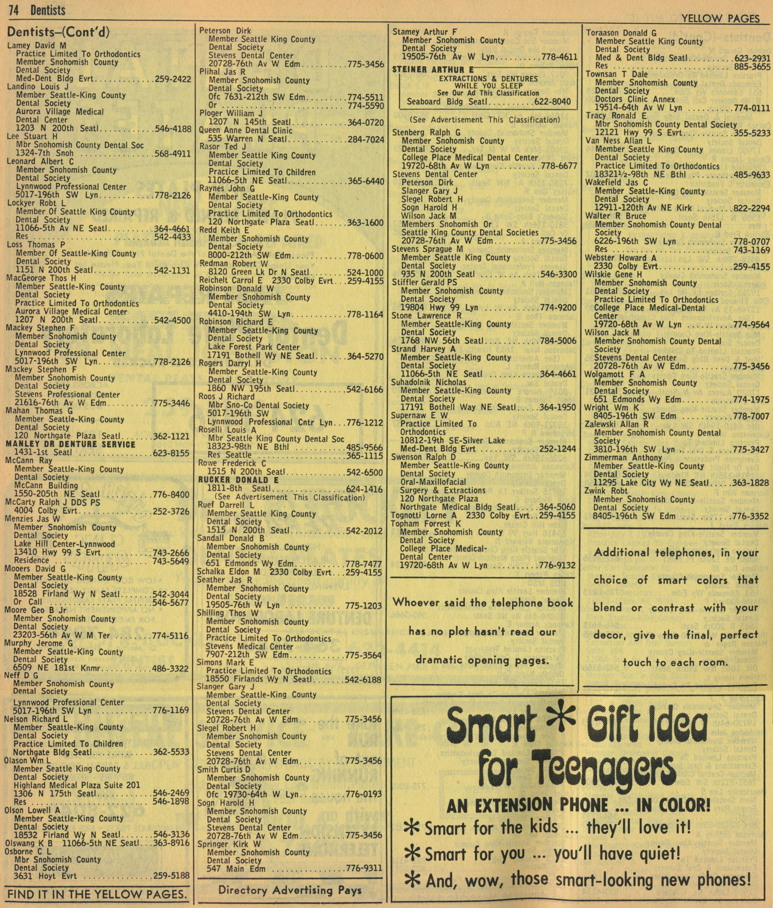 74 Dentists
YELLOW PAGES
Dentists—(Cont'd)
Lamey David M
Practice Limited To Orthodontics
Member Snohomish County
Dental Society
Med-Dent Bldg Evrt. . . . . .259-2422
Landino Louis J
Member Seattle-King County
Dental Society
Aurora Village Medical
Dental Center
1203 N 200th Seatl. . . . . .546-4188
Lee Stuart H
Mbr Snohomish County Dental Soc
1324-7th Snoh . . . . . .568-4911
Leonard Albert C
Member Snohomish County
Dental Society
Lynnwood Professional Center
5017-196th SW Lyn. . . . . .778-2126
Lockyer Robt L
Member Of Seattle King County
Dental Society
11066-5th Av NE Seatl . . . . . .364-4661
Res . . . . . .542-4433
Loss Thomas P
Member Of Seattle King County
Dental Society
1151 N 200th Seatl. . . . . .542-1131
MacGeorge Thos H
Member Seattle-King County
Dental Society
Practice Limited To Orthodontics
Aurora Village Medical Center
1207 N 200th Seatl. . . . . .542-4500
Mackey Stephen F
Member Snohomish County
Dental Society
Lynnwood Professional Center
5017-196th SW Lyn. . . . . .778-2126
Mackey Stephen F
Member Snohomish County
Dental Society
Stevens Professional Center
21616-76th Av W Edm. . . . . .775-3446
Mahan Thomas G
Member Seattle-King County
Dental Society
120 Northgate Plaza Seatl. . . . . .362-1121
MANLEY DR DENTURE SERVICE
1431-1st Seatl . . . . . .623-8155
McCann Ray
Member Seattle-King County
Dental Society
McCann Building
1550-205th NE Seatl . . . . . .776-8400
McCarty Ralph J DDS PS
4004 Colby Evrt. . . . . .252-3726
Menzies Jas W
Member Snohomish County
Dental Society
Lake Hill Center-Lynnwood
13410 Hwy 99 S Evrt. . . . . .743-2666
Residence . . . . . .743-5649
Mooers David G
Member Seattle-King County
Dental Society
18528 Firland Wy N Seatl. . . . . .542-3044
Or Call . . . . . .546-5677
Moore Geo B Jr
Member Snohomish County
Dental Society
23203-56th Av W M Ter . . . . . .774-5116
Murphy Jerome G
Member Seattle-King County
Dental Society
6509 NE 181st Knmr. . . . . .486-3322
Neff D G
Member Snohomish County
Dental Society
Lynnwood Professional Center
5017-196th SW Lyn . . . . . .776-1169
Nelson Richard L
Member Seattle-King County
Dental Society
Practice Limited To Children
Northgate Bldg Seatl. . . . . .362-5533
Olason Wm L
Member Seattle-King County
Dental Society
Highland Medical Plaza Suite 201
1306 N 175th Seatl. . . . . .546-2469
Res . . . . . .546-1898
Olson Lowell A
Member Seattle-King County
Dental Society
18532 Firland Wy N Seatl. . . . . .546-3136
Olswang K B 11066-5th NE Seatl. . .363-8916
Osborne C L
Mbr Snohomish County
Dental Society
3631 Hoyt Evrt . . . . . .259-5188
FIND IT IN THE YELLOW PAGES.
Peterson Dirk
Member Seattle King County
Dental Society
Stevens Dental Center
20728-76th Av W Edm. . . . . .775-3456
Plihal Jas R
Member Snohomish County
Dental Society
Ofc 7631-212th SW Edm. . . . . .774-5511
Or . . . . . .774-5590
Ploger William J
1207 N 145th Seatl. . . . . .364-0720
Queen Anne Dental Clinic
535 Warren N Seatl. . . . . .284-7024
Rasor Ted J
Member Seattle-King County
Dental Society
Practice Limited To Children
11066-5th NE Seatl. . . . . .365-6440
Raynes John G
Member Seattle-King County
Dental Society
Practice Limited To Orthodontics
120 Northgate Plaza Seatl. . . . . .363-1600
Redd Keith E
Member Snohomish County
Dental Society
8000-212th SW Edm. . . . . .778-0600
Redman Robert W
8120 Green Lk Dr N Seatl. . . . . .524-1000
Reichelt Carrol E 2330 Colby Evrt. .259-4155
Robinson Donald W
Member Snohomish County
Dental Society
4410-194th SW Lyn. . . . . .778-1164
Robinson Richard E
Member Seattle-King County
Dental Society
Lake Forest Park Center
17191 Bothell Wy NE Seatl. . . . . .364-5270
Rogers Darryl H
Member Seattle-King County
Dental Society
1860 NW 195th Seatl. . . . . .542-6166
Roos J Richard
Mbr Sno-Co Dental Society
5017-196th SW
Lynnwood Professional Cntr Lyn. . .776-1212
Roselli Louis A
Mbr Seattle King County Dental Soc
18323-98th NE Bthl . . . . . .485-9566
Res Seattle . . . . . .365-1115
Rowe Frederick C
1515 N 200th Seatl. . . . . .542-6500
RUCKER DONALD E
1811-8th Seatl. . . . . .624-1416
(See Advertisement This Classification)
Ruef Darrell L
Member Seattle King County
Dental Society
1515 N 200th Seatl. . . . . .542-2012
Sandall Donald B
Member Snohomish County
Dental Society
651 Edmonds Wy Edm. . . . . .778-7477
Schalka Eldon M 2330 Colby Evrt. . .259-4155
Seather Jas R
Member Snohomish County
Dental Society
19505-76th W Lyn . . . . . .775-1203
Shilling Thos W
Member Snohomish County
Dental Society
Practice Limited To Orthodontics
Stevens Medical Center
7907-212th SW Edm . . . . . .775-3564
Simons Mark E
Practice Limited To Orthodontics
18550 Firlands Wy N Seatl. . . . . .542-6188
Slanger Gary J
Member Seattle-King County
Dental Society
Stevens Dental Center
20728-76th Av W Edm. . . . . .775-3456
Slegel Robert H
Member Snohomish County
Dental Society
Stevens Dental Center
20728-76th Av W Edm. . . . . .775-3456
Smith Curtis D
Member Snohomish County
Dental Society
Ofc 19730-64th W Lyn . . . . . .776-0193
Sogn Harold H
Member Snohomish County
Dental Society
Stevens Dental Center
20728-76th Av W Edm. . . . . .775-3456
Springer Kirk W
Member Snohomish County
Dental Society
547 Main Edm . . . . . .776-9311
Directory Advertising Pays
Stamey Arthur F
Member Snohomish County
Dental Society
19505-76th Av W Lyn. . . . . .778-4611
STEINER ARTHUR E
EXTRACTIONS & DENTURES
WHILE YOU SLEEP
See Our Ad This Classification
Seaboard Bldg Seatl. . . . . .622-8040
(See Advertisement This Classification)
Stenberg Ralph G
Member Snohomish County
Dental Society
College Place Medical Dental Center
19720-68th Av W Lyn . . . . . .778-6677
Stevens Dental Center
Peterson Dirk
Slanger Gary J
Slegel Robert H
Sogn Harold H
Wilson Jack M
Members Snohomish Or
Seattle King County Dental Societies
20728-76th Av W Edm. . . . . .775-3456
Stevens Sprague M
Member Seattle-King County
Dental Society
935 N 200th Seatl . . . . . .546-3300
Stiffler Gerald PS
Member Snohomish County
Dental Society
19804 Hwy 99 Lyn . . . . . .774-9200
Stone Lawrence R
Member Seattle-King County
Dental Society
1768 NW 56th Seatl . . . . . .784-5006
Strand Harvey A
Member Seattle-King County
Dental Society
11066-5th NE Seatl. . . . . .364-4661
Suhadolnik Nicholas
Member Seattle-King County
Dental Society
17191 Bothell Way NE Seatl. . . . . .364-1950
Supernaw E W
Practice Limited To
Orthodontics
10812-19th SE-Silver Lake
Med-Dent Bldg Evrt . . . . . .252-1244
Swenson Ralph D
Member Seattle-King County
Dental Society
Oral-Maxillofacial
Surgery & Extractions
120 Northgate Plaza
Northgate Medical Bldg Seatl. . . . . .364-5060
Tognotti Lorne A 2330 Colby Evrt. .259-4155
Topham Forrest K
Member Snohomish County
Dental Society
College Place Medical-
Dental Center
19720-68th Av W Lyn . . . . . .776-9132
Whoever said the telephone book
has no plot hasn't read our
dramatic opening pages.
Toraason Donald G
Member Seattle King County
Dental Society
Med & Dent Bldg Seatl . . . . . .623-2931
Res . . . . . .885-3655
Townsan T Dale
Member Snohomish County
Dental Society
Doctors Clinic Annex
19514-64th Av W Lyn . . . . . .774-0111
Tracy Ronald E
Mbr Snohomish County Dental Society
12121 Hwy 99 S Evrt. . . . . .355-5233
Van Ness Allan L
Member Seattle King County
Dental Society
Practice Limited To Orthodontics
18321½-98th NE Bthl . . . . . .485-9633
Wakefield Jas C
Member Seattle-King County
Dental Society
12911-120th Av NE Kirk . . . . . .822-2294
Walter R Bruce
Member Snohomish County Dental
Society
6226-196th SW Lyn . . . . . .778-0707
Res . . . . . .743-1169
Webster Howard A
2330 Colby Evrt. . . . . .259-4155
Wilske Gene H
Member Snohomish County
Dental Society
Practice Limited To Orthodontics
College Place Medical-Dental
Center
19720-68th Av W Lyn . . . . . .774-9564
Wilson Jack M
Member Snohomish County Dental
Society
Stevens Dental Center
20728-76th Av W Edm. . . . . .775-3456
Wolgamott F A
Member Snohomish County
Dental Society
651 Edmonds Wy Edm. . . . . .774-1975
Wright Wm K
8405-196th SW Edm . . . . . .778-7007
Zalewski Allan R
Member Snohomish County Dental
Society
3810-196th SW Lyn. . . . . .775-3427
Zimmerman Anthony
Member Seattle-King County
Dental Society
11295 Lake City Wy NE Seatl. . . .363-1828
Zwink Robt
Member Snohomish County
Dental Society
8405-196th SW Edm . . . . . .776-3352
Additional telephones, in your
choice of smart colors that
blend or contrast with your
decor, give the final, perfect
touch to each room.
Smart * Gift Idea
for Teenagers
AN EXTENSION PHONE ... IN COLOR!
* Smart for the kids ... they'll love it!
* Smart for you ... you'll have quiet!
* And, wow, those smart-looking new phones!